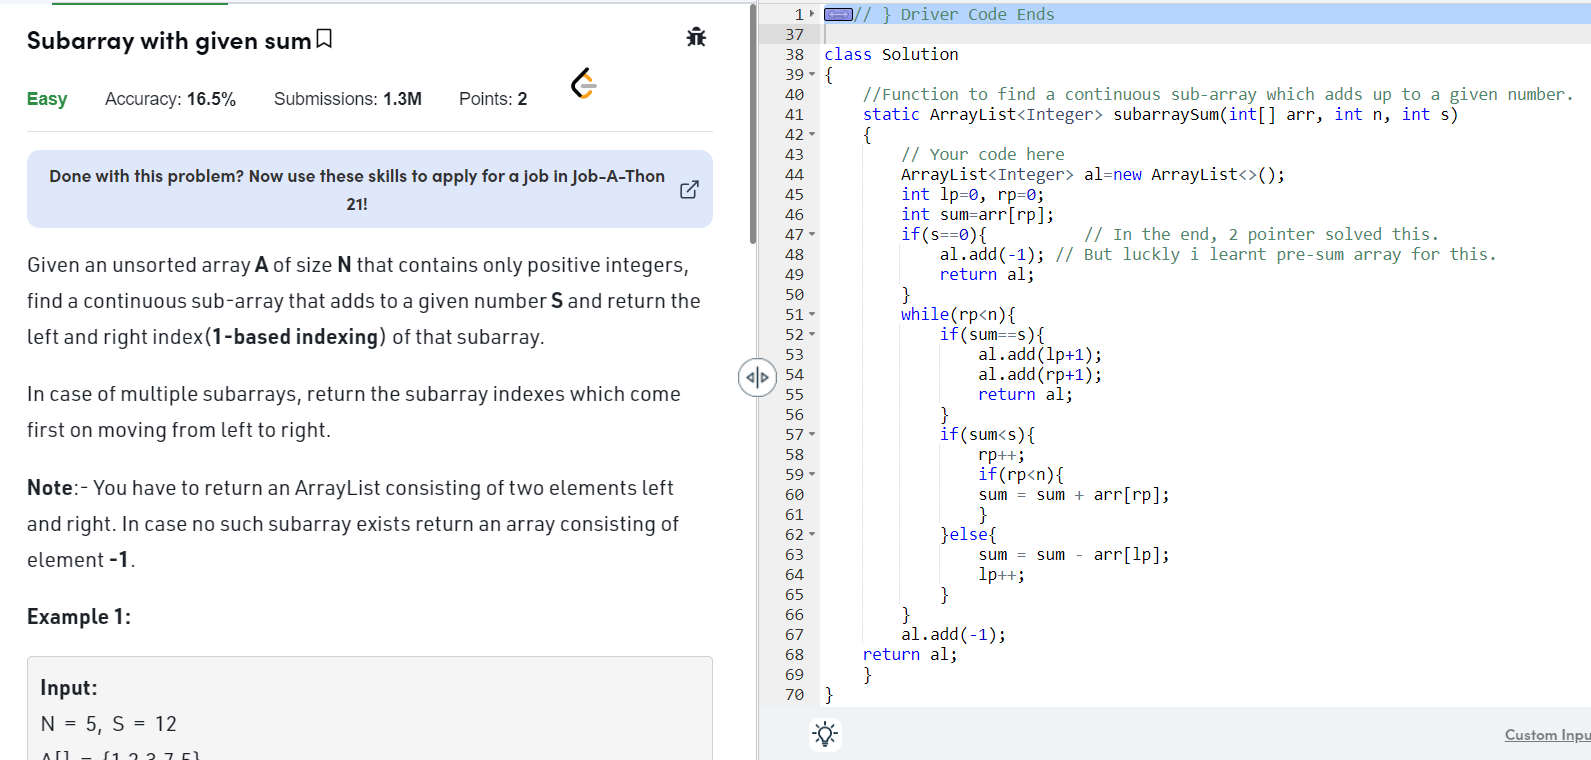 Subarray with given sum
Easy Accuracy: 16.5% Submissions: 1.3M Points: 2
Done with this problem? Now use these skills to apply for a job in Job-A-Thon
21!
Given an unsorted array A of size N that contains only positive integers,
find a continuous sub-array that adds to a given number S and return the
left and right index(1-based indexing) of that subarray.
In case of multiple subarrays, return the subarray indexes which come
first on moving from left to right.
Note:- You have to return an ArrayList consisting of two elements left
and right. In case no such subarray exists return an array consisting of
element -1.
Example 1:
Input:
N = 5, S = 12
A[] = {1,2,3,7,5}
1 // } Driver Code Ends
37
38 class Solution
39 {
40 //Function to find a continuous sub-array which adds up to a given number.
41 static ArrayList<Integer> subarraySum(int[] arr, int n, int s)
42 {
43 // Your code here
44 ArrayList<Integer> al=new ArrayList<>();
45 int lp=0, rp=0;
46 int sum=arr[rp];
47 if(s==0){ // In the end, 2 pointer solved this.
48 al.add(-1); // But luckly i learnt pre-sum array for this.
49 return al;
50 }
51 while(rp<n){
52 if(sum==s){
53 al.add(lp+1);
54 al.add(rp+1);
55 return al;
56 }
57 if(sum<s){
58 rp++;
59 if(rp<n){
60 sum = sum + arr[rp];
61 }
62 }else{
63 sum = sum - arr[lp];
64 lp++;
65 }
66 }
67 al.add(-1);
68 return al;
69 }
70 }
Custom Inpu